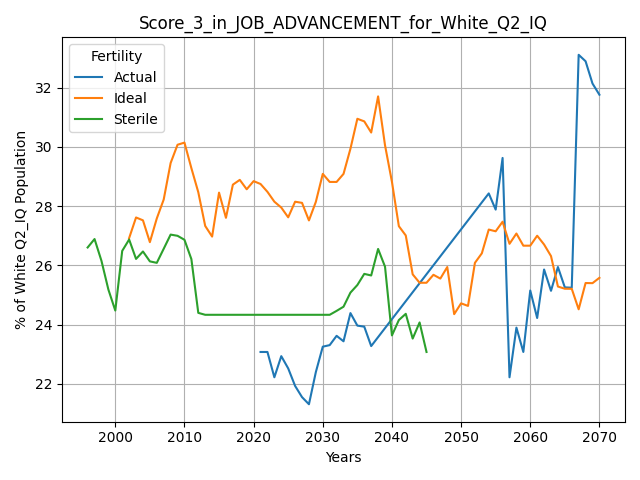 Score_3_in_JOB_ADVANCEMENT_for_White_Q2_IQ
Fertility
Actual
Ideal
Sterile
% of White Q2_IQ Population
32
30
28
26
24
22
2000
2010
2020
2030
2040
2050
2060
2070
Years